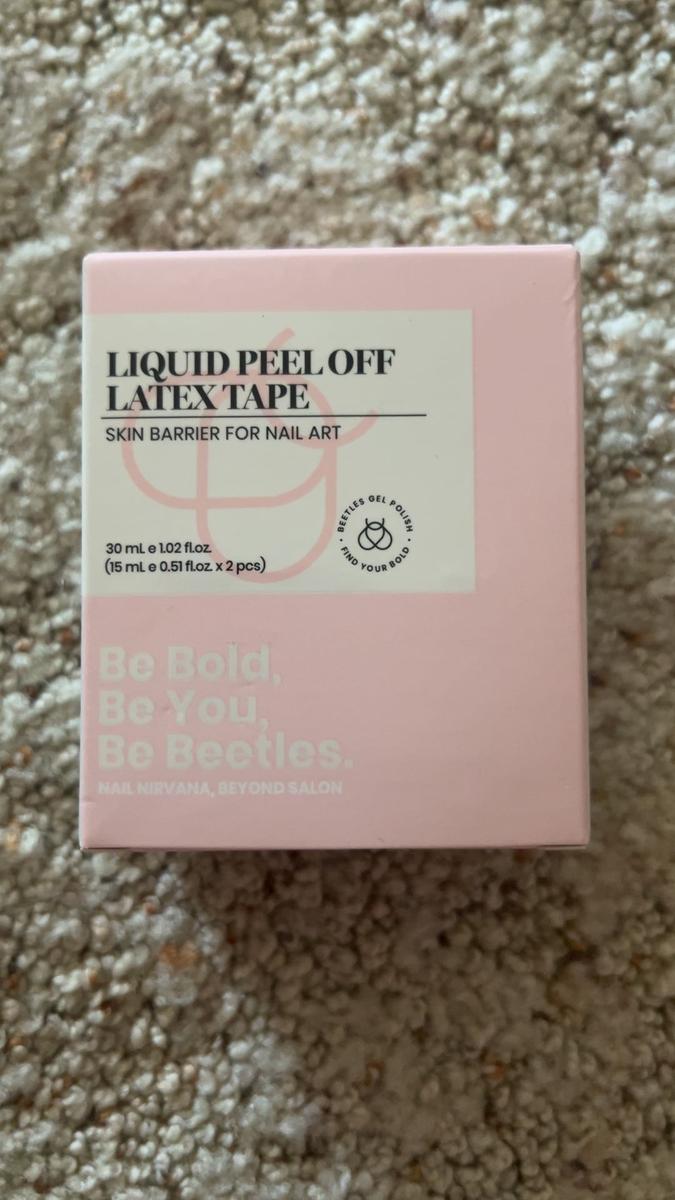 LIQUID PEEL OFF
LATEX TAPE
SKIN BARRIER FOR NAIL ART
30 mL e 1.02 fl.oz.
(15 mL e 0.51 fl.oz. x 2 pcs)
BEETLES GEL POLISH
• FIND YOUR BOLD •
Be Bold,
Be You,
Be Beetles.
NAIL NIRVANA, BEYOND SALON